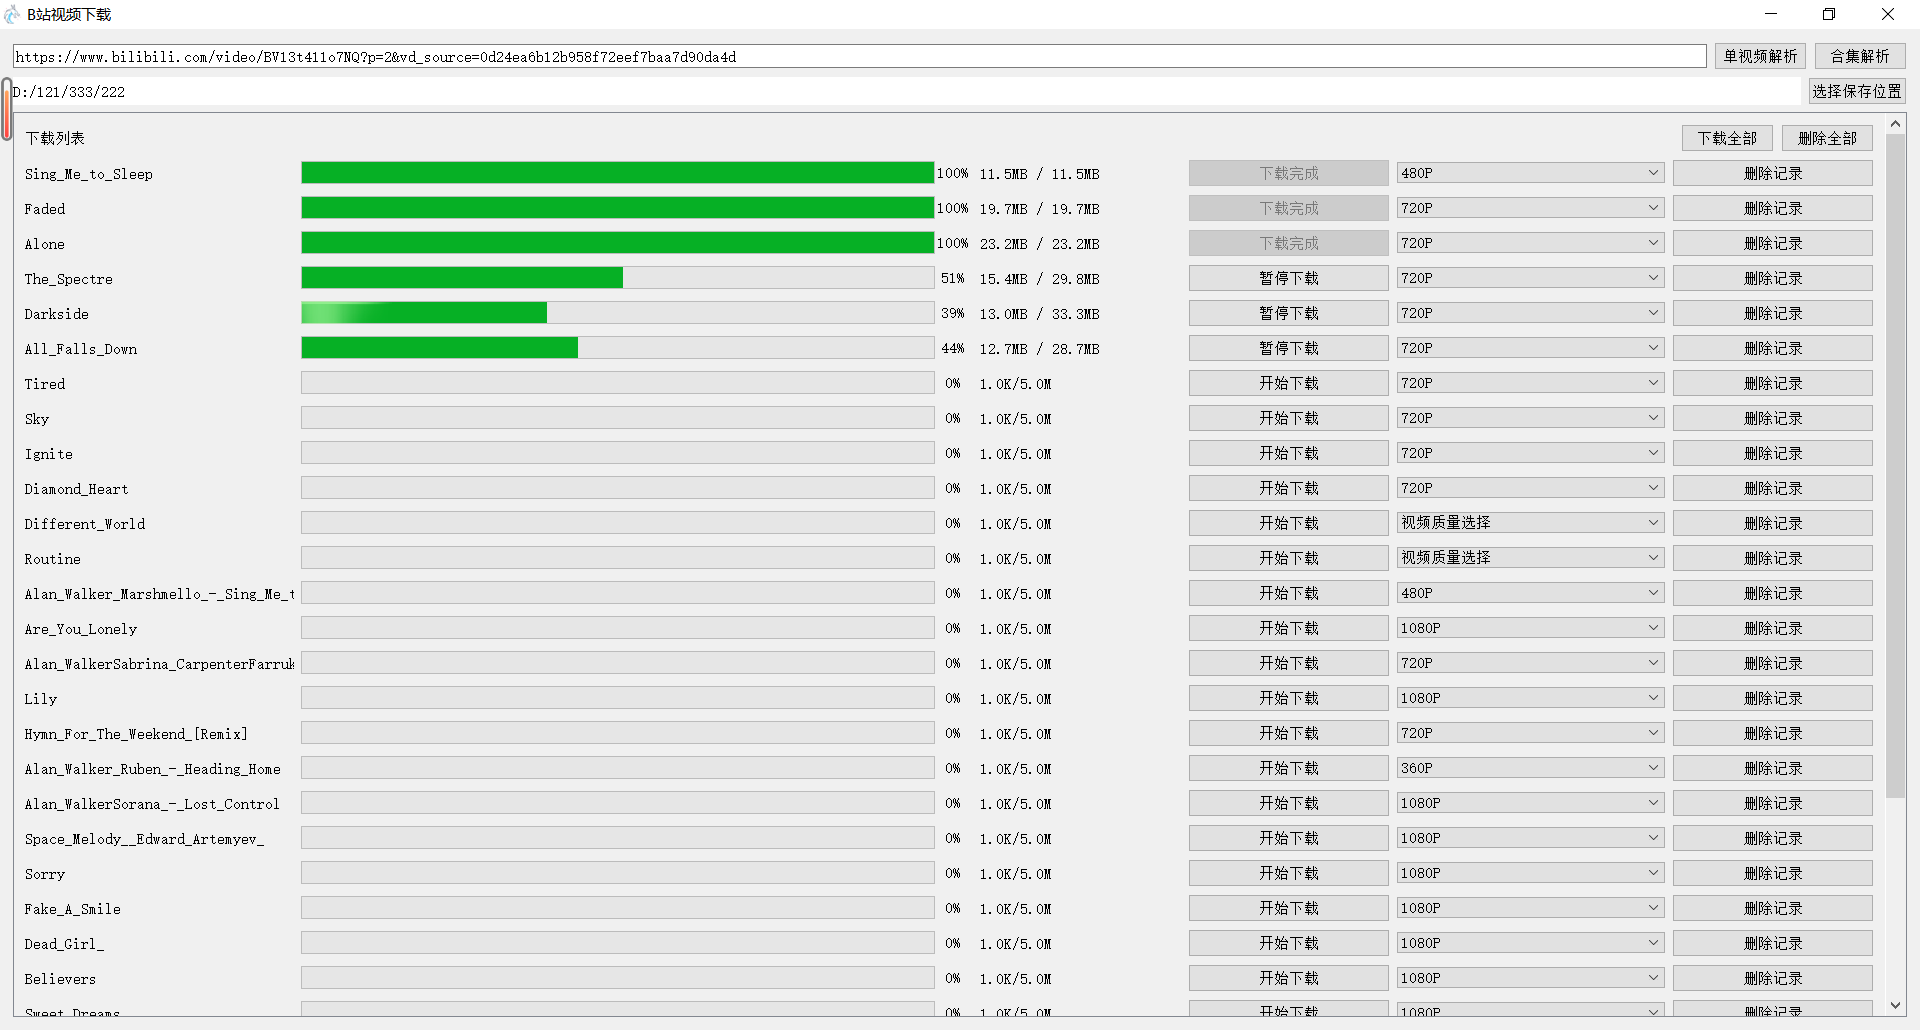 B站视频下载
https://www.bilibili.com/video/BV13t411o7NQ?p=2&vd_source=0d24ea6b12b958f72eef7baa7d90da4d 单视频解析 合集解析
D:/121/333/222 选择保存位置
下载列表 下载全部 删除全部
Sing_Me_to_Sleep 100% 11.5MB / 11.5MB 下载完成 480P 删除记录
Faded 100% 19.7MB / 19.7MB 下载完成 720P 删除记录
Alone 100% 23.2MB / 23.2MB 下载完成 720P 删除记录
The_Spectre 51% 15.4MB / 29.8MB 暂停下载 720P 删除记录
Darkside 39% 13.0MB / 33.3MB 暂停下载 720P 删除记录
All_Falls_Down 44% 12.7MB / 28.7MB 暂停下载 720P 删除记录
Tired 0% 1.0K/5.0M 开始下载 720P 删除记录
Sky 0% 1.0K/5.0M 开始下载 720P 删除记录
Ignite 0% 1.0K/5.0M 开始下载 720P 删除记录
Diamond_Heart 0% 1.0K/5.0M 开始下载 720P 删除记录
Different_World 0% 1.0K/5.0M 开始下载 视频质量选择 删除记录
Routine 0% 1.0K/5.0M 开始下载 视频质量选择 删除记录
Alan_Walker_Marshmello_-_Sing_Me_t 0% 1.0K/5.0M 开始下载 480P 删除记录
Are_You_Lonely 0% 1.0K/5.0M 开始下载 1080P 删除记录
Alan_WalkerSabrina_CarpenterFarruk 0% 1.0K/5.0M 开始下载 720P 删除记录
Lily 0% 1.0K/5.0M 开始下载 1080P 删除记录
Hymn_For_The_Weekend_[Remix] 0% 1.0K/5.0M 开始下载 720P 删除记录
Alan_Walker_Ruben_-_Heading_Home 0% 1.0K/5.0M 开始下载 360P 删除记录
Alan_WalkerSorana_-_Lost_Control 0% 1.0K/5.0M 开始下载 1080P 删除记录
Space_Melody__Edward_Artemyev_ 0% 1.0K/5.0M 开始下载 1080P 删除记录
Sorry 0% 1.0K/5.0M 开始下载 1080P 删除记录
Fake_A_Smile 0% 1.0K/5.0M 开始下载 1080P 删除记录
Dead_Girl_ 0% 1.0K/5.0M 开始下载 1080P 删除记录
Believers 0% 1.0K/5.0M 开始下载 1080P 删除记录
Sweet_Dreams 0% 1.0K/5.0M 开始下载 1080P 删除记录